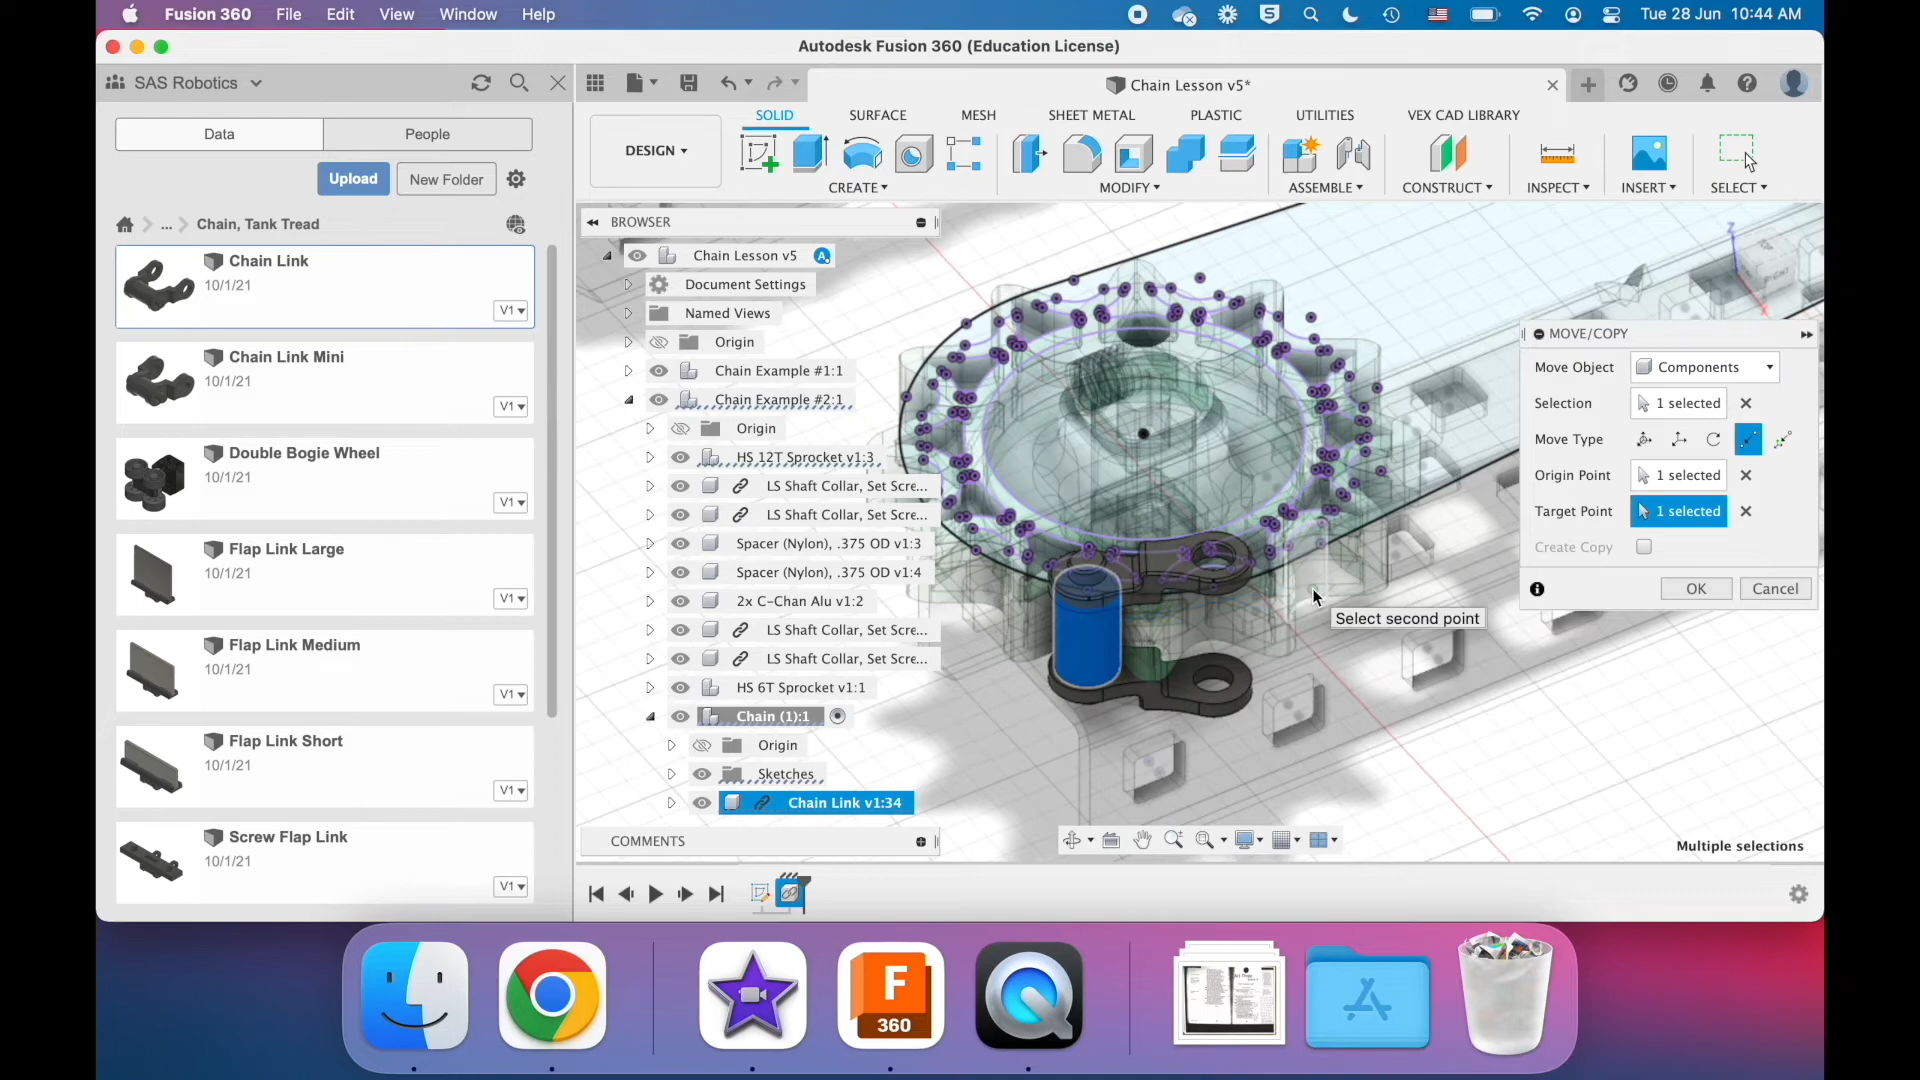 Fusion 360 File Edit View Window Help
Tue 28 Jun 10:44 AM
Autodesk Fusion 360 (Education License)
SAS Robotics
Chain Lesson v5*
Data People
Upload New Folder
... Chain, Tank Tread
Chain Link
10/1/21
V1
Chain Link Mini
10/1/21
V1
Double Bogie Wheel
10/1/21
V1
Flap Link Large
10/1/21
V1
Flap Link Medium
10/1/21
V1
Flap Link Short
10/1/21
V1
Screw Flap Link
10/1/21
V1
SOLID SURFACE MESH SHEET METAL PLASTIC UTILITIES VEX CAD LIBRARY
DESIGN
CREATE MODIFY ASSEMBLE CONSTRUCT INSPECT INSERT SELECT
BROWSER
Chain Lesson v5
Document Settings
Named Views
Origin
Chain Example #1:1
Chain Example #2:1
Origin
HS 12T Sprocket v1:3
LS Shaft Collar, Set Scre...
LS Shaft Collar, Set Scre...
Spacer (Nylon), .375 OD v1:3
Spacer (Nylon), .375 OD v1:4
2x C-Chan Alu v1:2
LS Shaft Collar, Set Scre...
LS Shaft Collar, Set Scre...
HS 6T Sprocket v1:1
Chain (1):1
Origin
Sketches
Chain Link v1:34
COMMENTS
Z
MOVE/COPY
Move Object Components
Selection 1 selected
Move Type
Origin Point 1 selected
Target Point 1 selected
Create Copy
OK Cancel
Select second point
Multiple selections
F
360